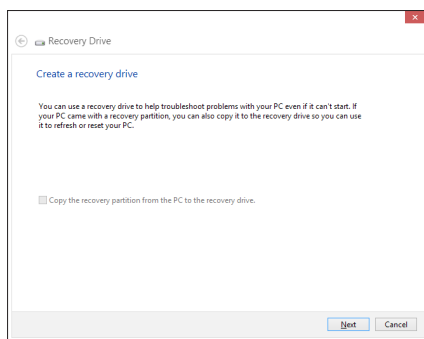 Recovery Drive
Create a recovery drive
You can use a recovery drive to help troubleshoot problems with your PC even if it can't start. If
your PC came with a recovery partition, you can also copy it to the recovery drive so you can use
it to refresh or reset your PC.
Copy the recovery partition from the PC to the recovery drive.
Next Cancel